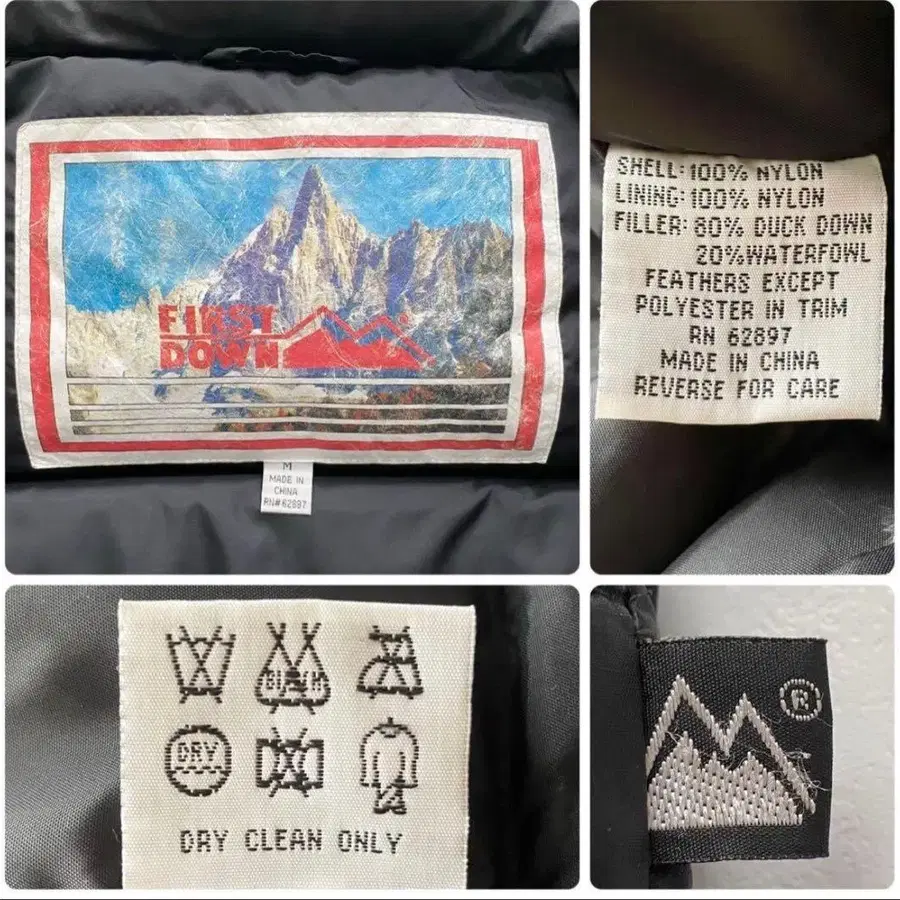 FIRST
DOWN
M
MADE IN
CHINA
RN# 62897
SHELL: 100% NYLON
LINING: 100% NYLON
FILLER: 80% DUCK DOWN
20% WATERFOWL
FEATHERS EXCEPT
POLYESTER IN TRIM
RN 62897
MADE IN CHINA
REVERSE FOR CARE
DRY
DRY CLEAN ONLY
®